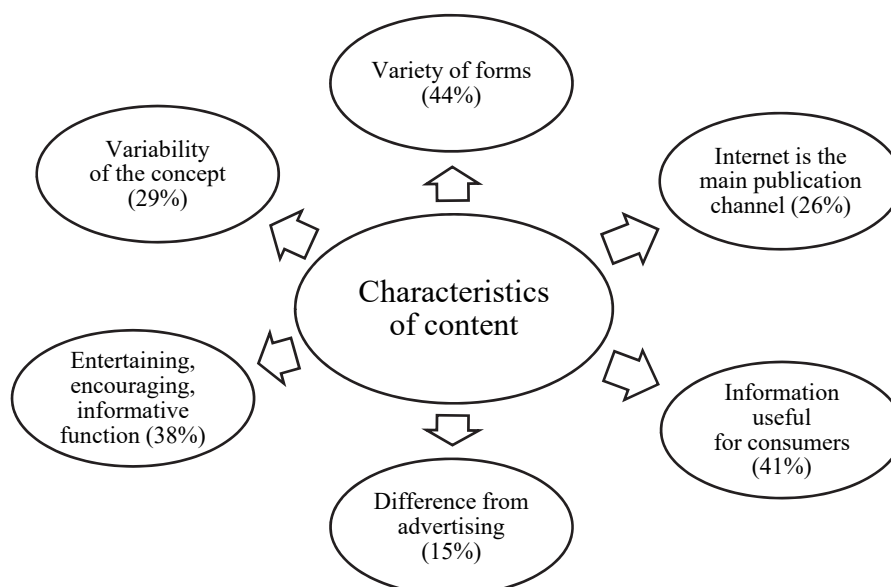 Variety of forms
(44%)
Variability
of the concept
(29%)
Internet is the
main publication
channel (26%)
Characteristics
of content
Entertaining,
encouraging,
informative
function (38%)
Information
useful
for consumers
(41%)
Difference from
advertising
(15%)